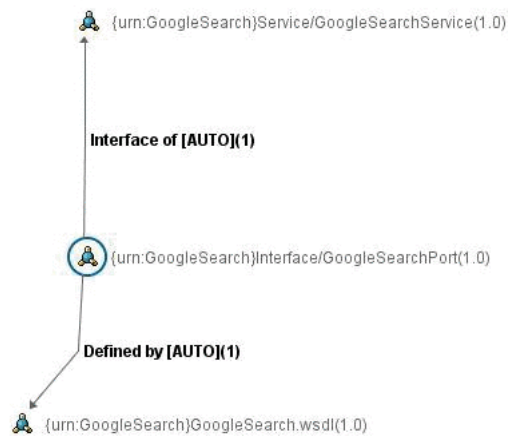 {urn:GoogleSearch}Service/GoogleSearchService(1.0)
Interface of [AUTO](1)
{urn:GoogleSearch}Interface/GoogleSearchPort(1.0)
Defined by [AUTO](1)
{urn:GoogleSearch}GoogleSearch.wsdl(1.0)